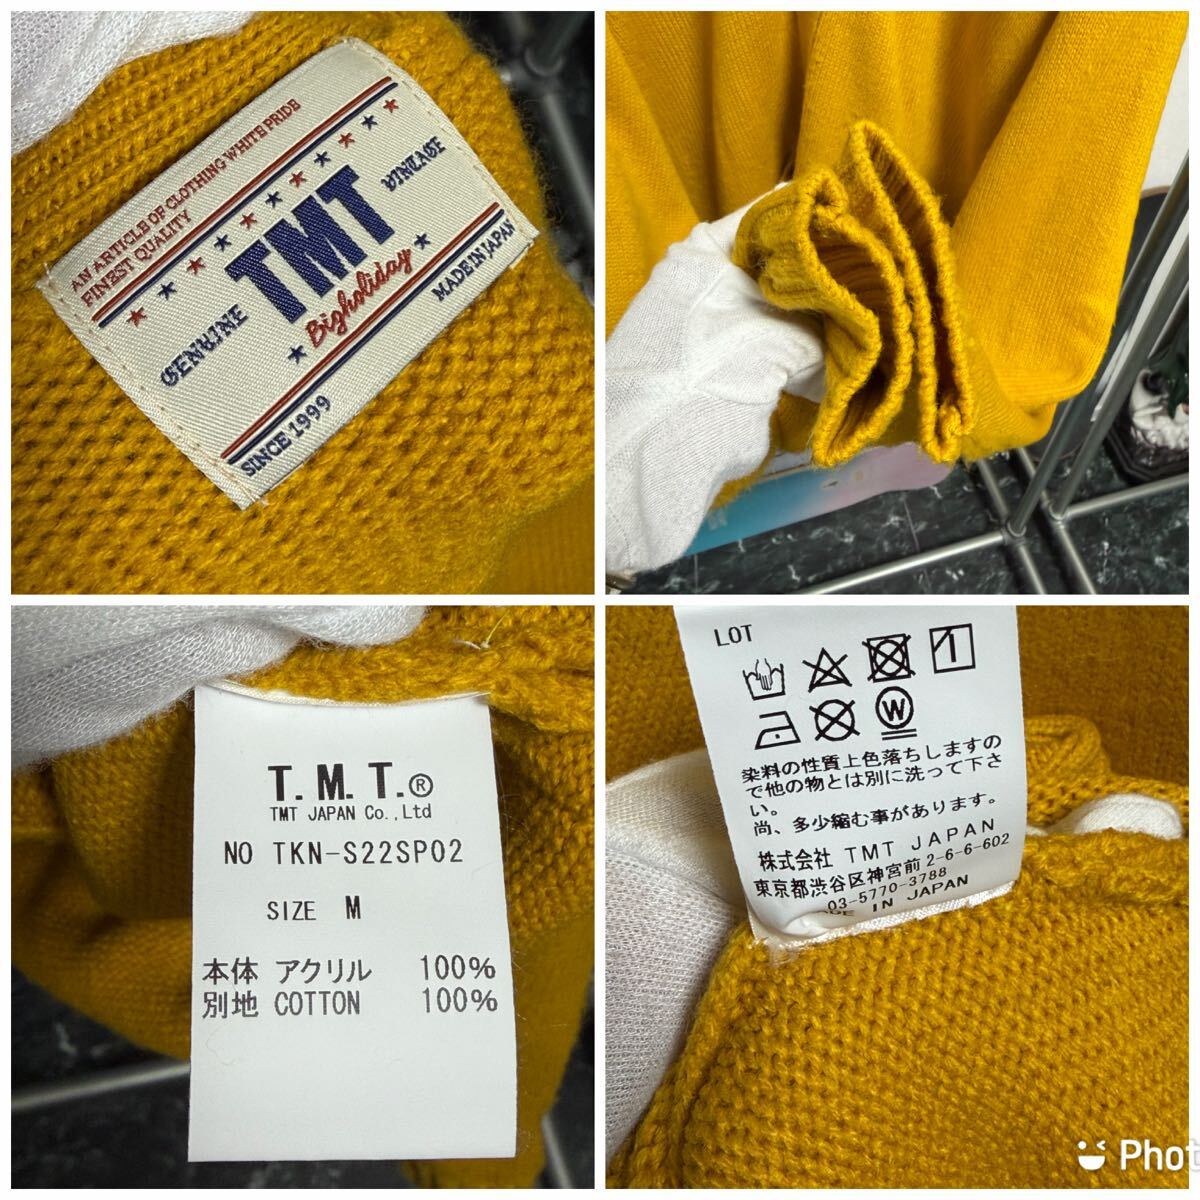 AN ARTICLE OF CLOTHING WHITE PRIDE
FINEST QUALITY
GENUINE
TMT
VINTAGE
Bigholiday
MADE IN JAPAN
SINCE 1999
T.M.T.®
TMT JAPAN Co.,Ltd
NO TKN-S22SP02
SIZE M
本体 アクリル 100%
別地 COTTON 100%
LOT
1
W
染料の性質上色落ちしますの
で他の物とは別に洗って下さ
い。
尚、多少縮む事があります。
株式会社 TMT JAPAN
東京都渋谷区神宮前2-6-6-602
03-5770-3788
DE IN JAPAN
Phot